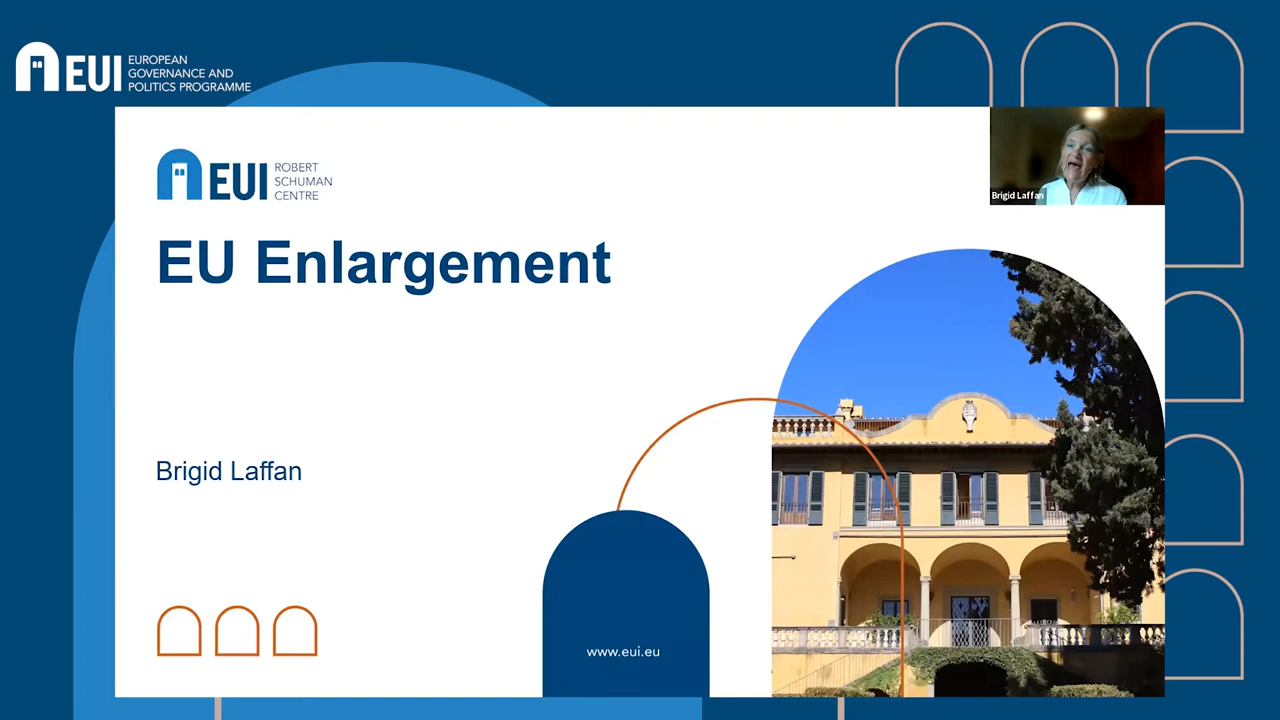 EUI
EUROPEAN
GOVERNANCE AND
POLITICS PROGRAMME
EUI
ROBERT
SCHUMAN
CENTRE
Brigid Laffan
EU Enlargement
Brigid Laffan
www.eui.eu